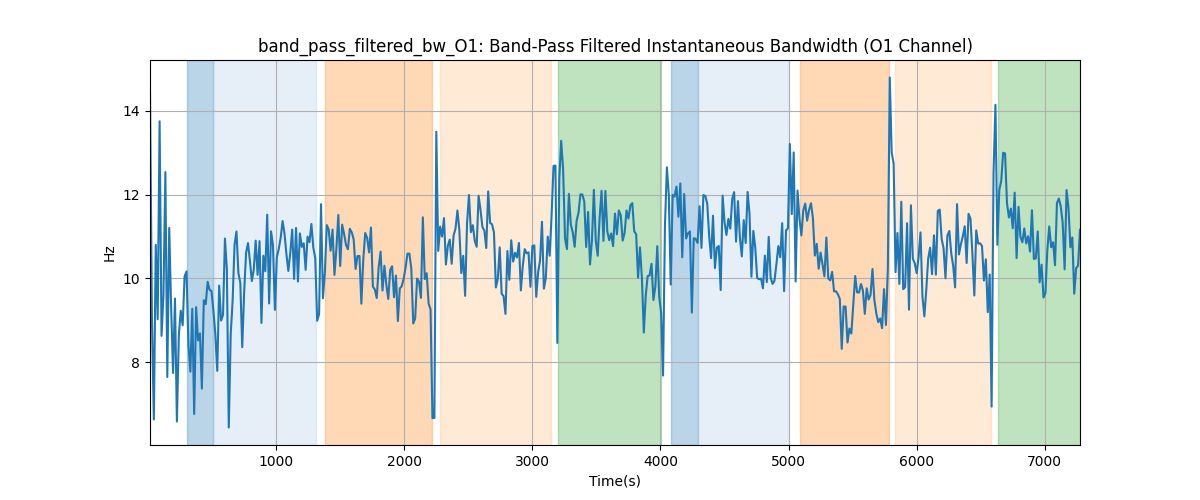 band_pass_filtered_bw_O1: Band-Pass Filtered Instantaneous Bandwidth (O1 Channel)
14
12
10
8
Hz
1000 2000 3000 4000 5000 6000 7000
Time(s)